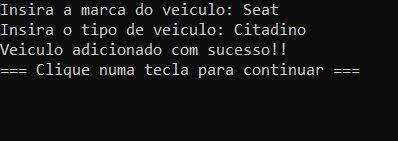 Insira a marca do veiculo: Seat
Insira o tipo de veiculo: Citadino
Veiculo adicionado com sucesso!!
=== Clique numa tecla para continuar ===